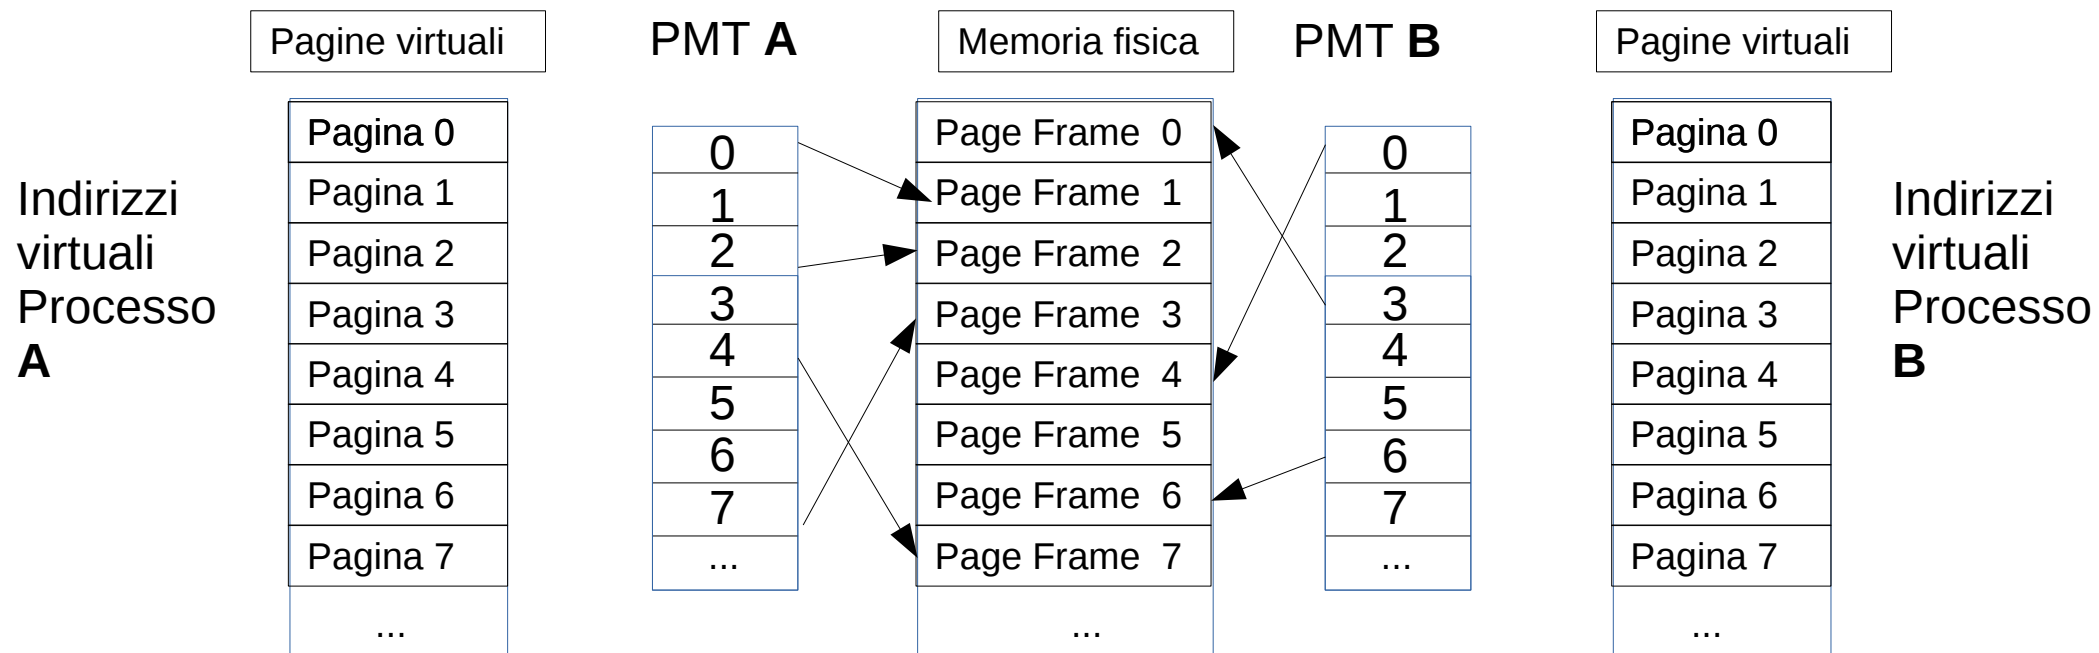 Pagine virtuali
PMT A
Memoria fisica
PMT B
Pagine virtuali
Indirizzi
virtuali
Processo
A
Pagina 0
Pagina 1
Pagina 2
Pagina 3
Pagina 4
Pagina 5
Pagina 6
Pagina 7
...
0
1
2
3
4
5
6
7
...
Page Frame 0
Page Frame 1
Page Frame 2
Page Frame 3
Page Frame 4
Page Frame 5
Page Frame 6
Page Frame 7
...
0
1
2
3
4
5
6
7
...
Pagina 0
Pagina 1
Pagina 2
Pagina 3
Pagina 4
Pagina 5
Pagina 6
Pagina 7
...
Indirizzi
virtuali
Processo
B